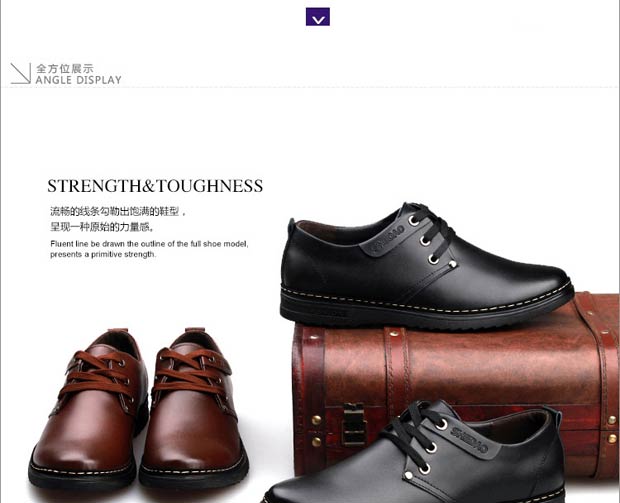 全方位展示
ANGLE DISPLAY
STRENGTH&TOUGHNESS
流畅的线条勾勒出饱满的鞋型，
呈现一种原始的力量感。
Fluent line be drawn the outline of the full shoe model,
presents a primitive strength.